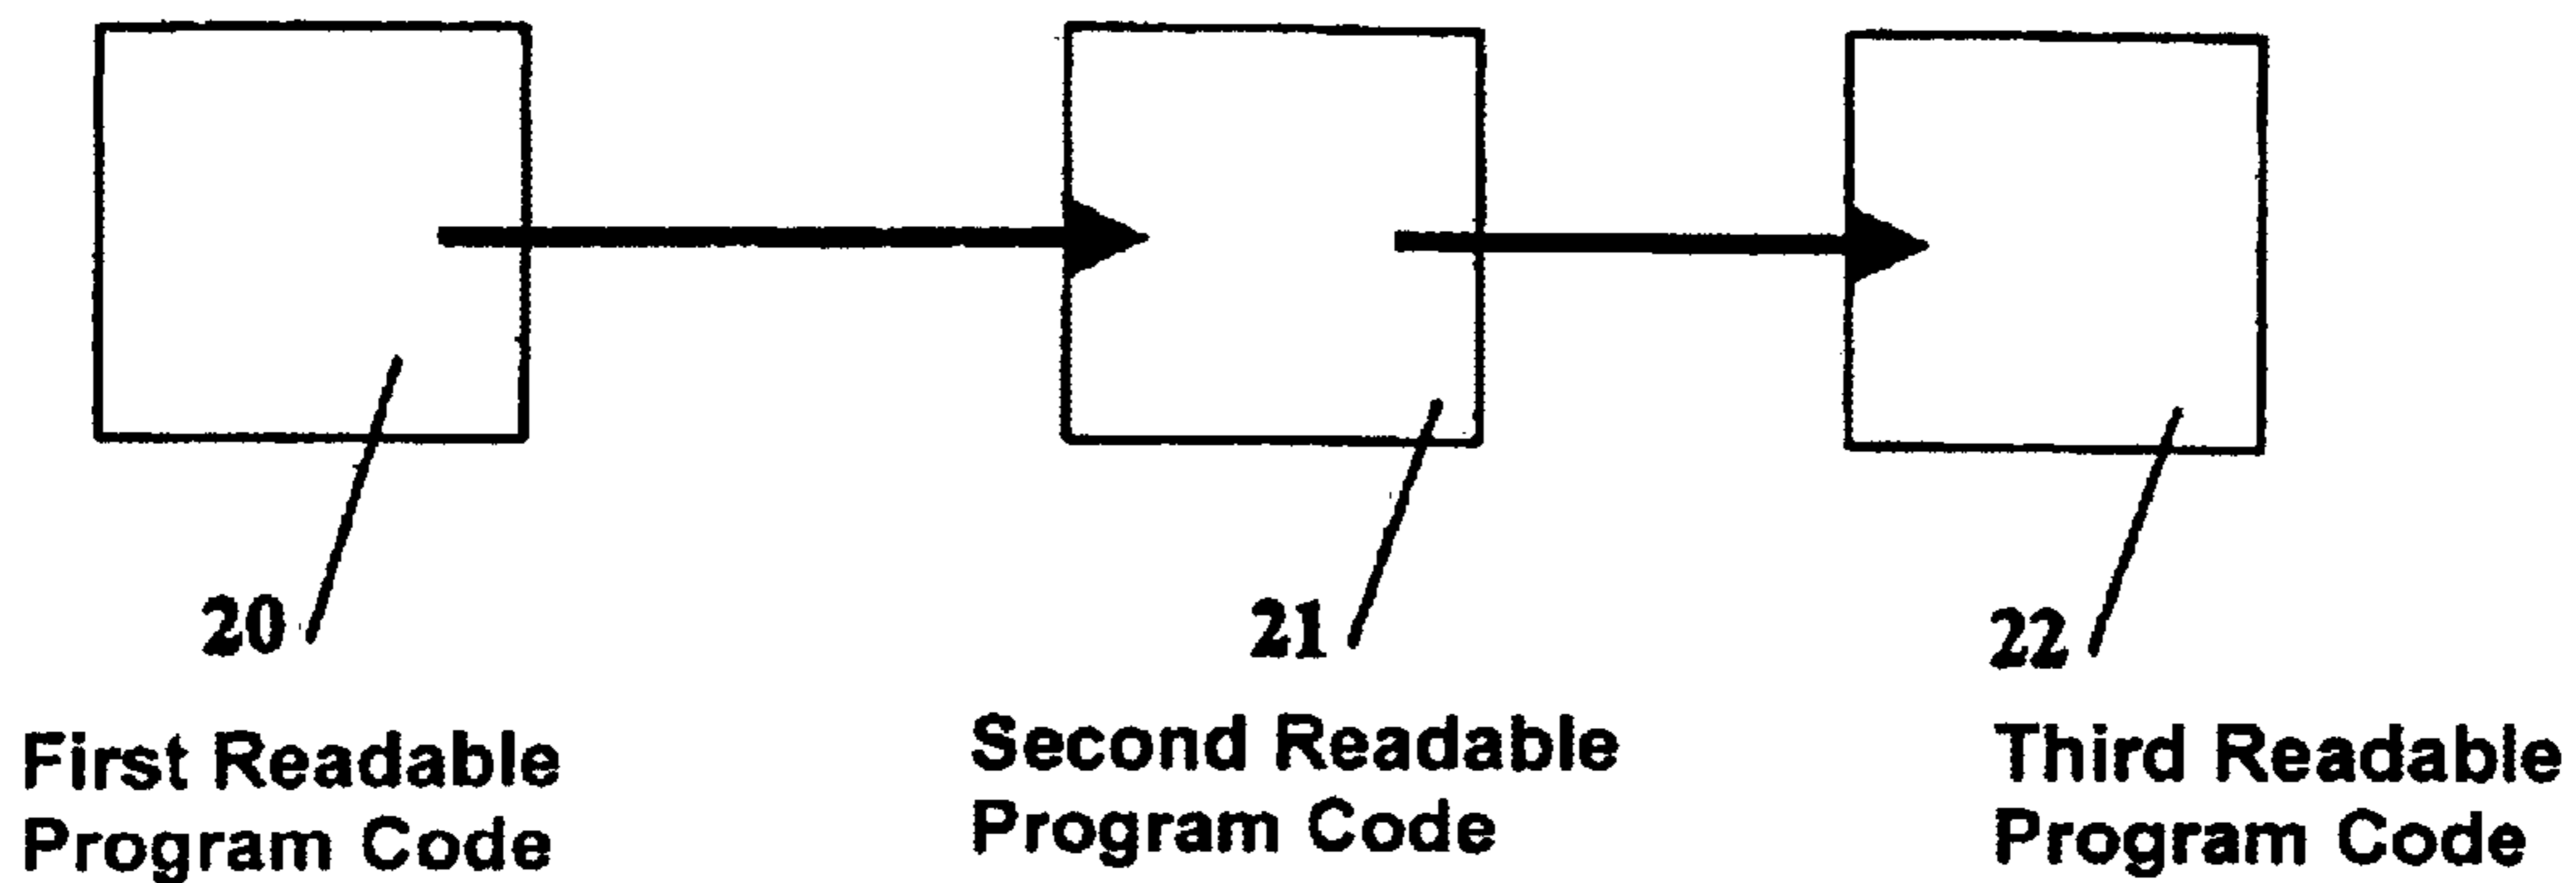 20
First Readable
Program Code
21
Second Readable
Program Code
22
Third Readable
Program Code